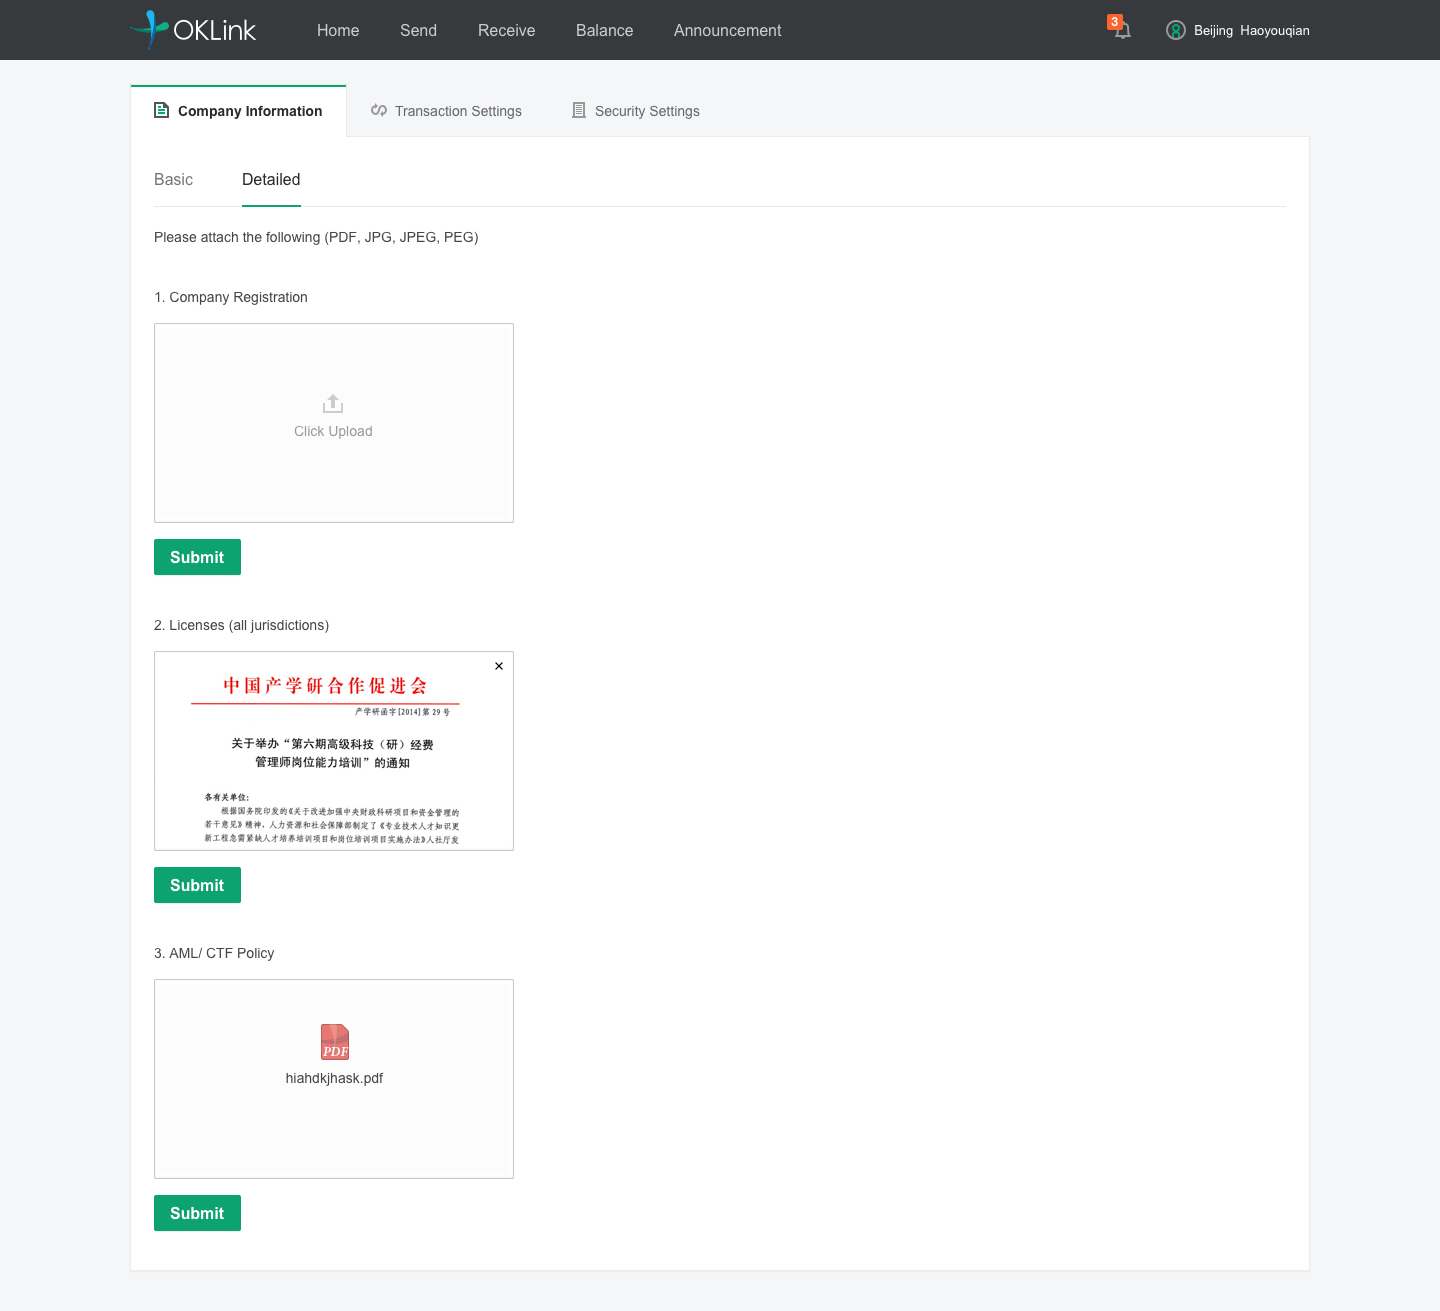 OKLink
Home Send Receive Balance Announcement
3
Beijing Haoyouqian
Company Information Transaction Settings Security Settings
Basic Detailed
Please attach the following (PDF, JPG, JPEG, PEG)
1. Company Registration
Click Upload
Submit
2. Licenses (all jurisdictions)
中国产学研合作促进会
产学研函字[2014]第 29 号
关于举办“第六期高级科技（研）经费
管理师岗位能力培训”的通知
各有关单位:
根据国务院印发的《关于改进加强中央财政科研项目和资金管理的
若干意见》精神，人力资源和社会保障部制定了《专业技术人才知识更
新工程急需紧缺人才培养培训项目和岗位培训项目实施办法》人社厅发
Submit
3. AML/ CTF Policy
PDF
hiahdkjhask.pdf
Submit